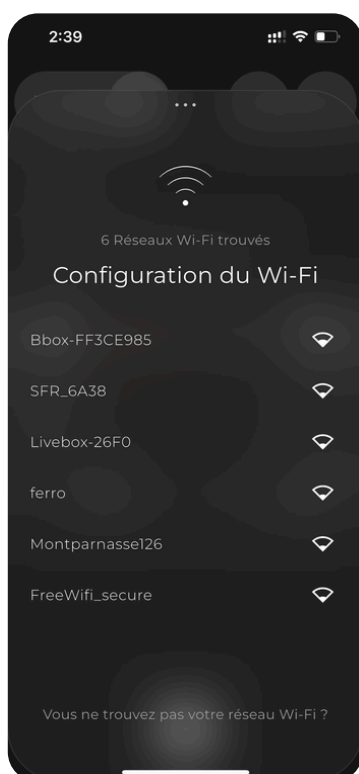 2:39
6 Réseaux Wi-Fi trouvés
Configuration du Wi-Fi
Bbox-FF3CE985
SFR_6A38
Livebox-26F0
ferro
Montparnasse126
FreeWifi_secure
Vous ne trouvez pas votre réseau Wi-Fi ?